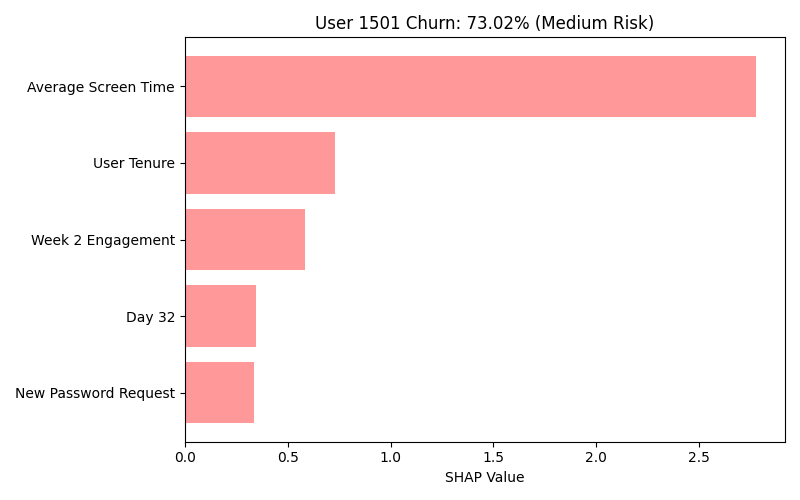 User 1501 Churn: 73.02% (Medium Risk)
Average Screen Time
User Tenure
Week 2 Engagement
Day 32
New Password Request
0.0 0.5 1.0 1.5 2.0 2.5
SHAP Value